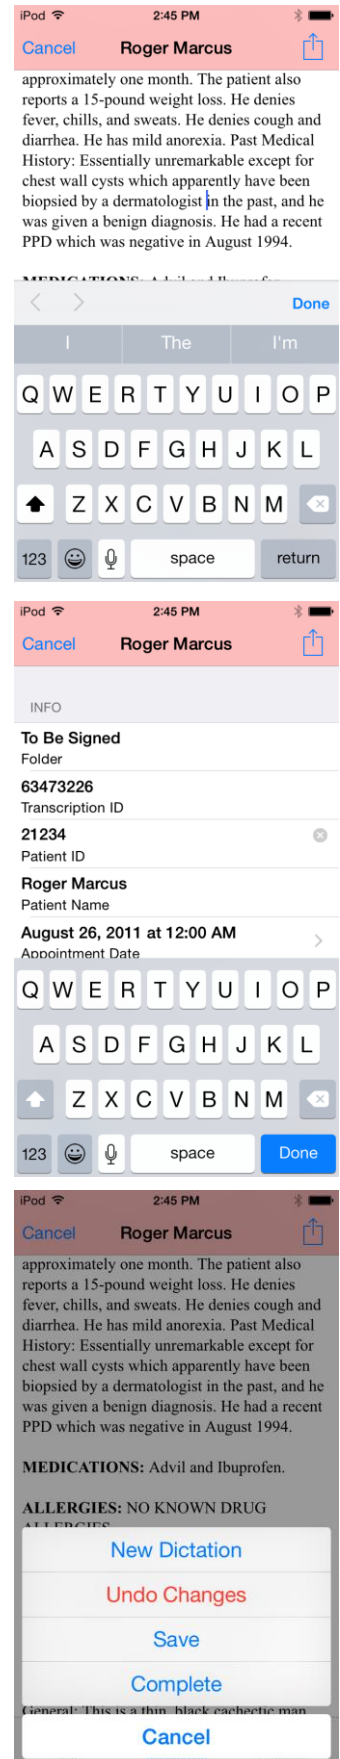 iPod 2:45 PM
Cancel Roger Marcus
approximately one month. The patient also
reports a 15-pound weight loss. He denies
fever, chills, and sweats. He denies cough and
diarrhea. He has mild anorexia. Past Medical
History: Essentially unremarkable except for
chest wall cysts which apparently have been
biopsied by a dermatologist in the past, and he
was given a benign diagnosis. He had a recent
PPD which was negative in August 1994.
MEDICATIONS: Advil and Ibuprofen
Done
I The I'm
Q W E R T Y U I O P
A S D F G H J K L
Z X C V B N M
123 space return
iPod 2:45 PM
Cancel Roger Marcus
INFO
To Be Signed
Folder
63473226
Transcription ID
21234
Patient ID
Roger Marcus
Patient Name
August 26, 2011 at 12:00 AM
Appointment Date
Q W E R T Y U I O P
A S D F G H J K L
Z X C V B N M
123 space Done
iPod 2:45 PM
Cancel Roger Marcus
approximately one month. The patient also
reports a 15-pound weight loss. He denies
fever, chills, and sweats. He denies cough and
diarrhea. He has mild anorexia. Past Medical
History: Essentially unremarkable except for
chest wall cysts which apparently have been
biopsied by a dermatologist in the past, and he
was given a benign diagnosis. He had a recent
PPD which was negative in August 1994.
MEDICATIONS: Advil and Ibuprofen.
ALLERGIES: NO KNOWN DRUG
ALLERGIES
New Dictation
Undo Changes
Save
Complete
General: This is a thin, black cachectic man
Cancel